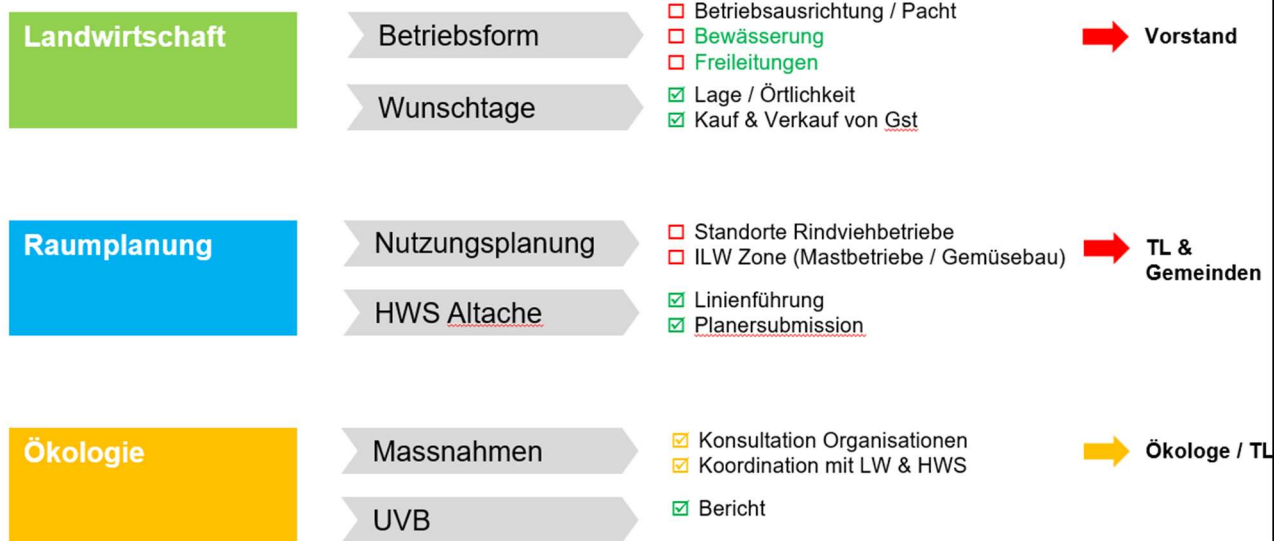 Landwirtschaft
Betriebsform
Betriebsausrichtung / Pacht
Bewässerung
Freileitungen
Vorstand
Wunschtage
Lage / Örtlichkeit
Kauf & Verkauf von Gst
Raumplanung
Nutzungsplanung
Standorte Rindviehbetriebe
ILW Zone (Mastbetriebe / Gemüsebau)
TL &
Gemeinden
HWS Altache
Linienführung
Planersubmission
Ökologie
Massnahmen
Konsultation Organisationen
Koordination mit LW & HWS
Ökologe / TL
UVB
Bericht